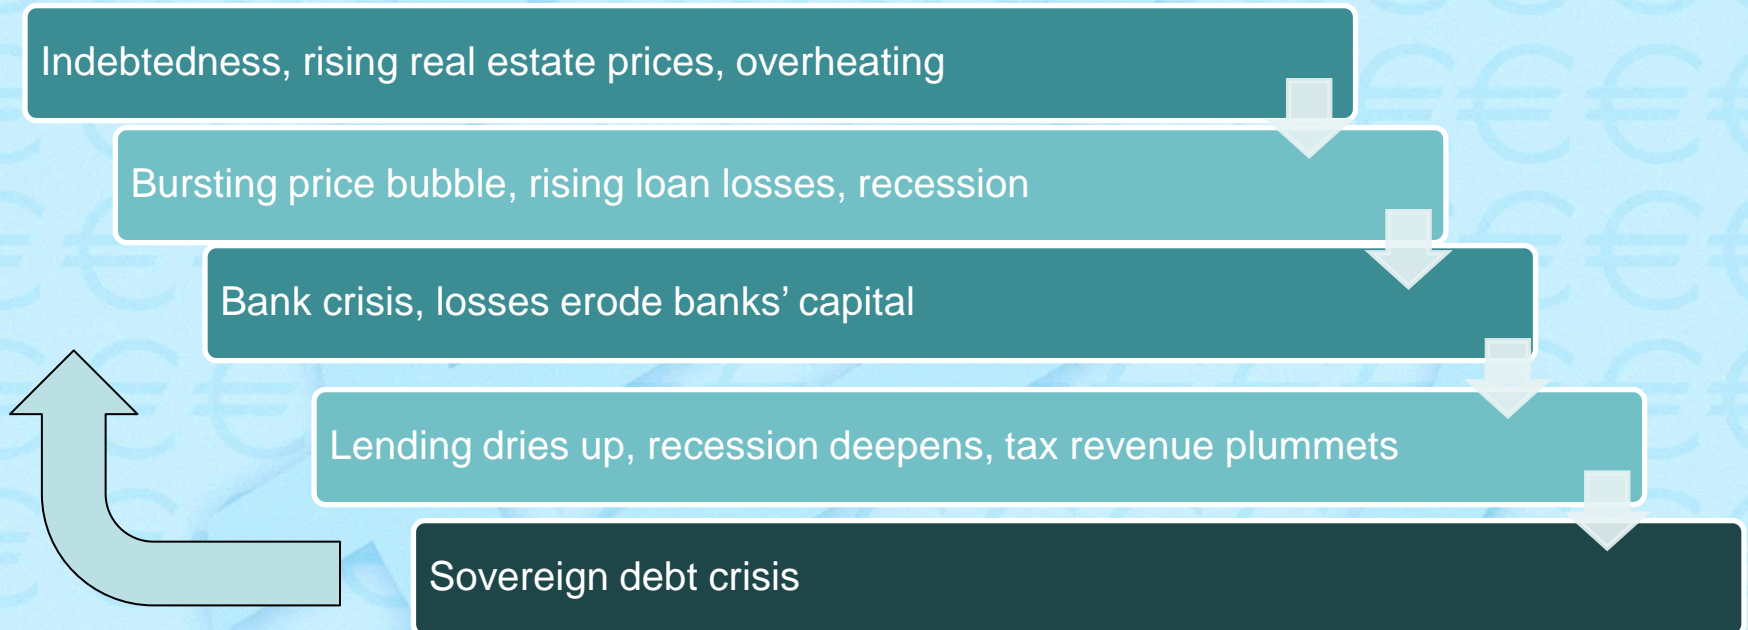 Indebtedness, rising real estate prices, overheating
Bursting price bubble, rising loan losses, recession
Bank crisis, losses erode banks’ capital
Lending dries up, recession deepens, tax revenue plummets
Sovereign debt crisis